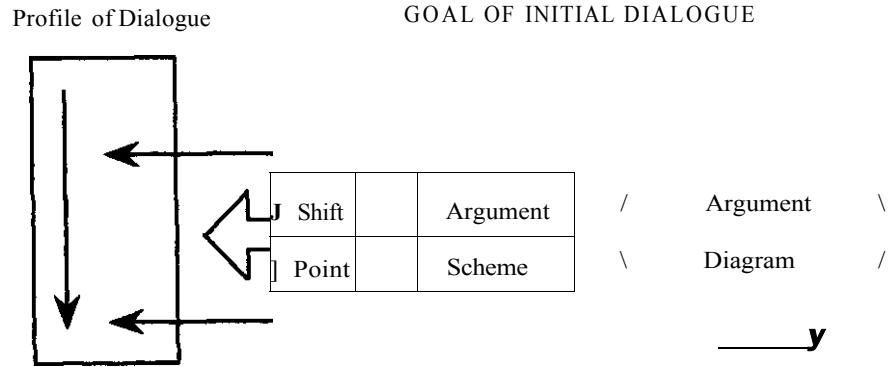 Profile of Dialogue
GOAL OF INITIAL DIALOGUE
J Shift Argument / Argument \
] Point Scheme \ Diagram /
y